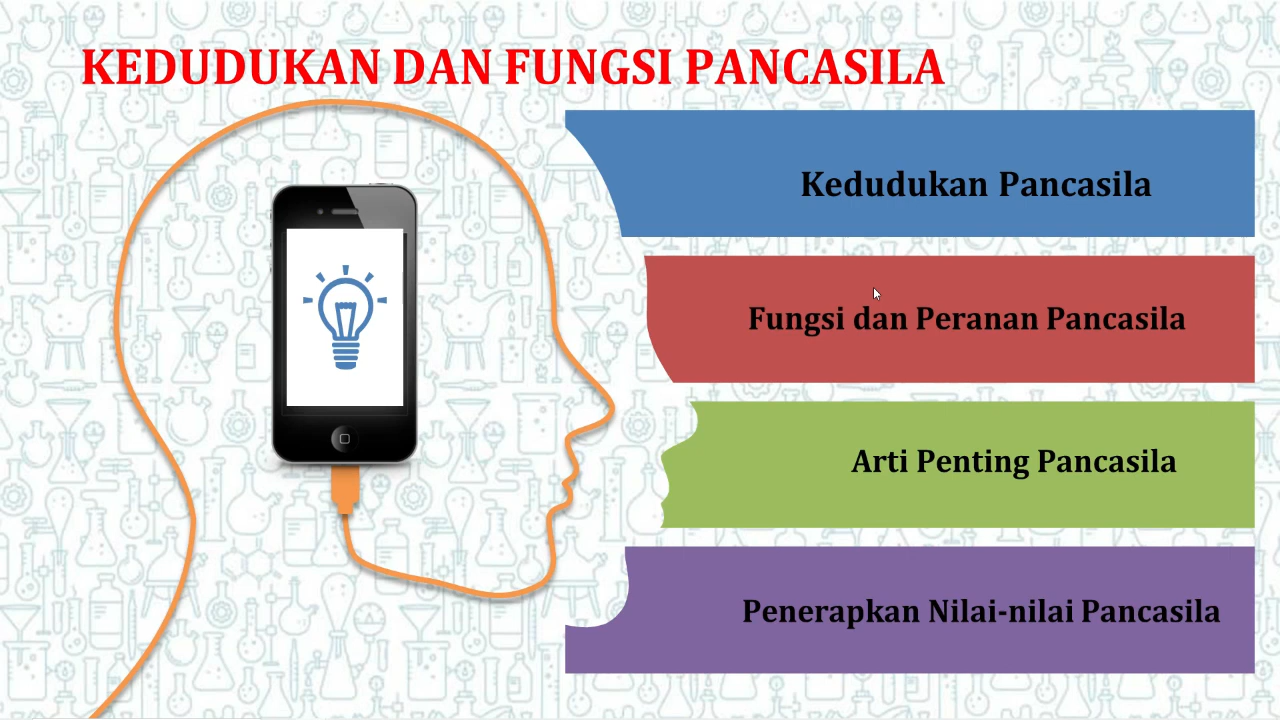 KEDUDUKAN DAN FUNGSI PANCASILA
Kedudukan Pancasila
Fungsi dan Peranan Pancasila
Arti Penting Pancasila
Penerapkan Nilai-nilai Pancasila